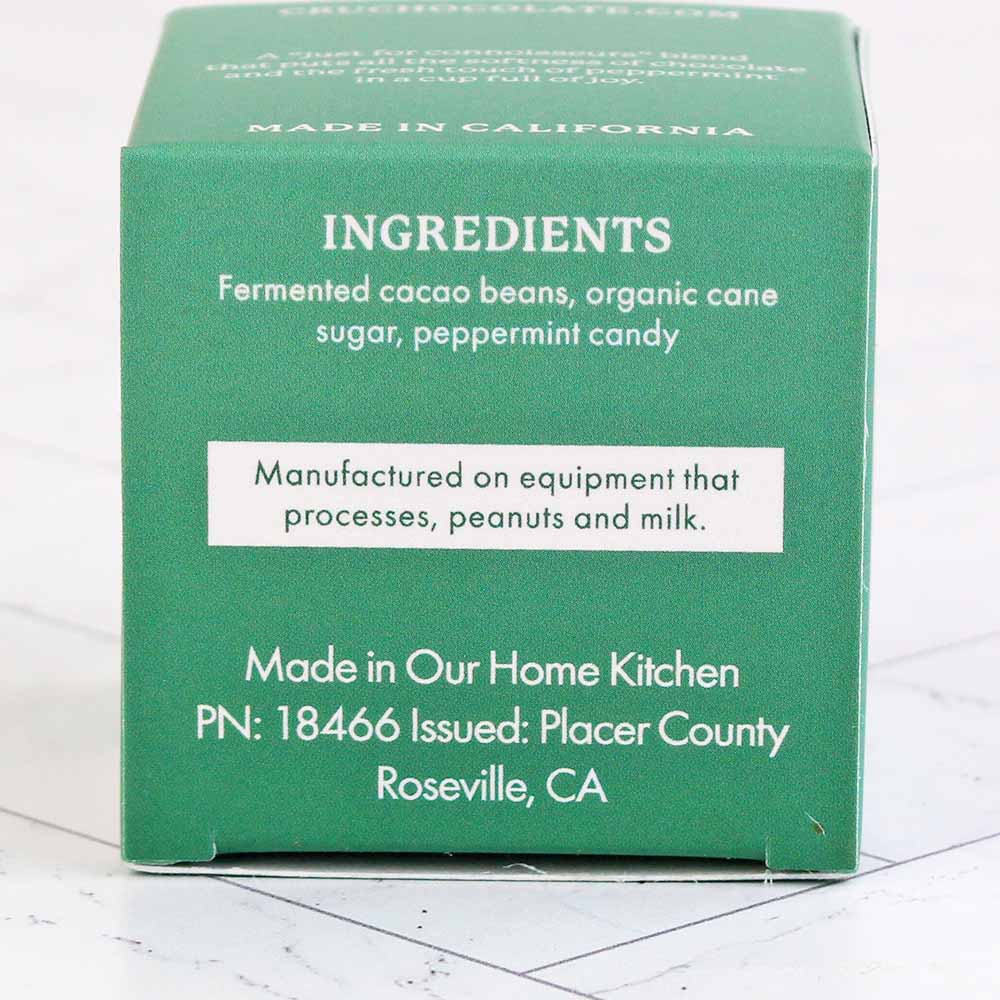 CRUCHOCOLATE.COM
A "just for connoisseurs" blend
that puts all the softness of chocolate
and the fresh touch of peppermint
in a cup full of joy.
MADE IN CALIFORNIA
INGREDIENTS
Fermented cacao beans, organic cane
sugar, peppermint candy
Manufactured on equipment that
processes, peanuts and milk.
Made in Our Home Kitchen
PN: 18466 Issued: Placer County
Roseville, CA